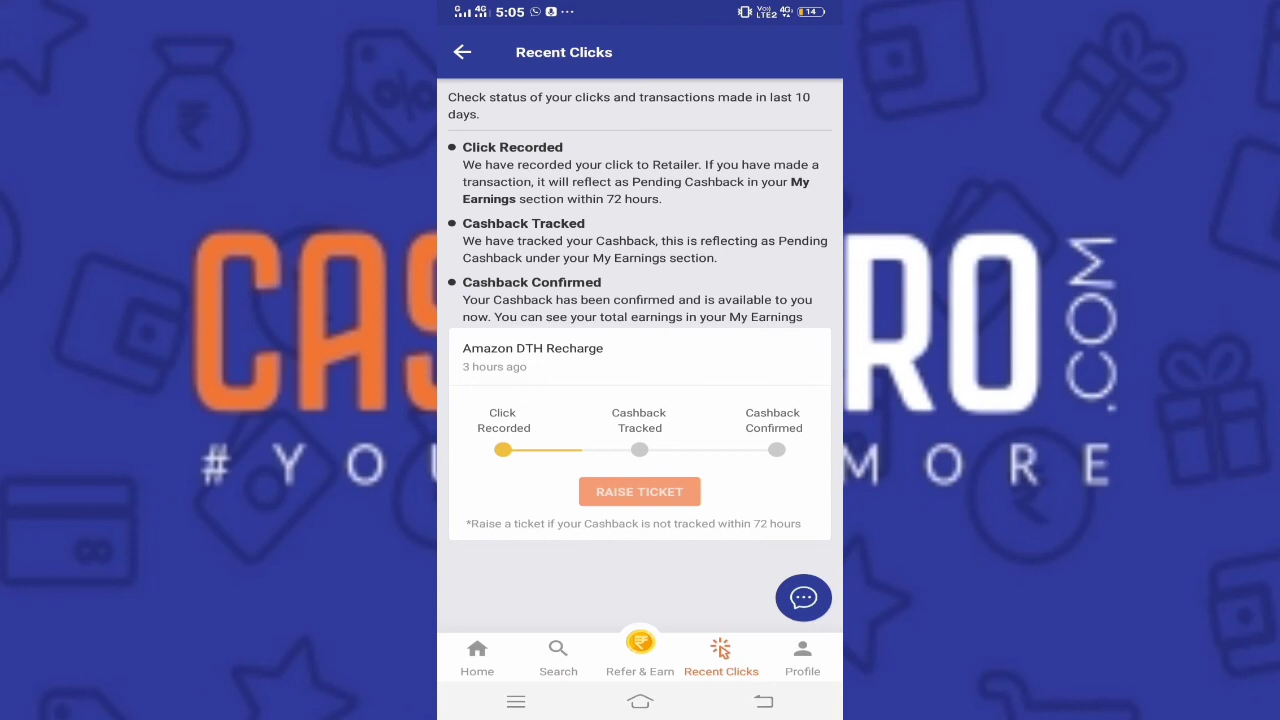 G 4G 5:05
Vo)) LTE2 4G 14
Recent Clicks
Check status of your clicks and transactions made in last 10
days.
Click Recorded
We have recorded your click to Retailer. If you have made a
transaction, it will reflect as Pending Cashback in your My
Earnings section within 72 hours.
Cashback Tracked
We have tracked your Cashback, this is reflecting as Pending
Cashback under your My Earnings section.
Cashback Confirmed
Your Cashback has been confirmed and is available to you
now. You can see your total earnings in your My Earnings
Amazon DTH Recharge
3 hours ago
Click
Recorded
Cashback
Tracked
Cashback
Confirmed
RAISE TICKET
*Raise a ticket if your Cashback is not tracked within 72 hours
Home
Search
Refer & Earn
Recent Clicks
Profile
CAS
RO
.COM
#YOU
MORE